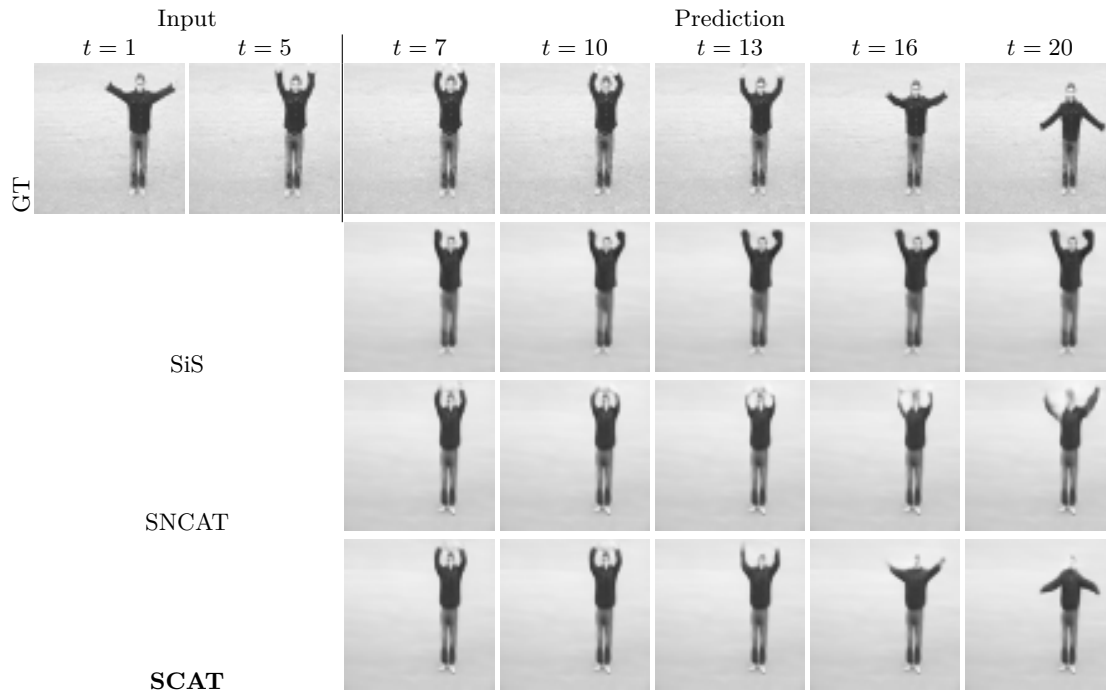 Input Prediction
t = 1 t = 5 t = 7 t = 10 t = 13 t = 16 t = 20
GT
SiS
SNCAT
SCAT